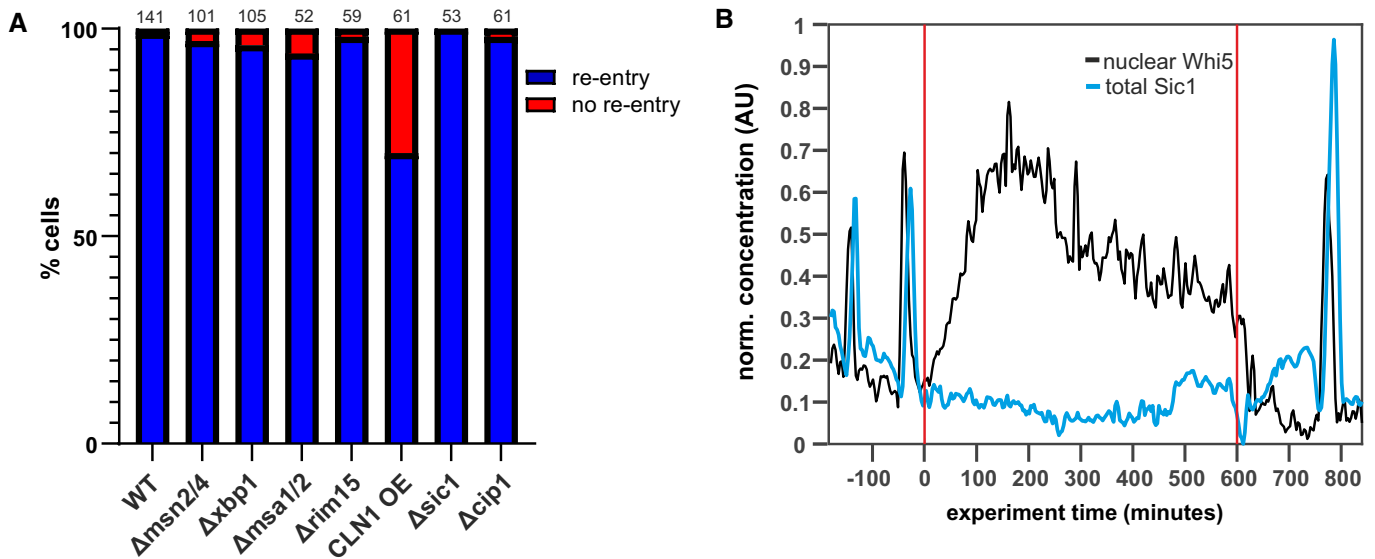 A
141 101 105 52 59 61 53 61
100
50
0
% cells
re-entry
no re-entry
WT
Δmsn2/4
Δxbp1
Δmsa1/2
Δrim15
CLN1 OE
Δsic1
Δcip1
B
1
0.9
0.8
0.7
0.6
0.5
0.4
0.3
0.2
0.1
0
norm. concentration (AU)
nuclear Whi5
total Sic1
-100 0 100 200 300 400 500 600 700 800
experiment time (minutes)